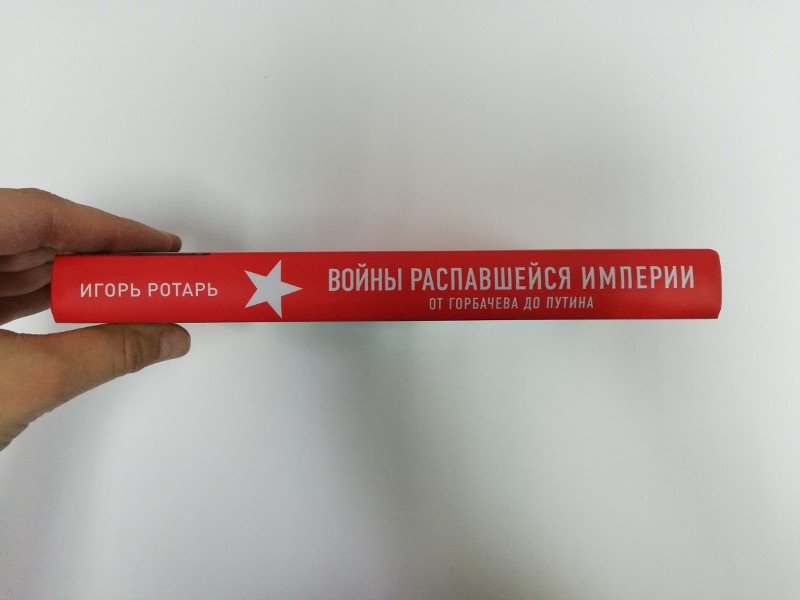 ИГОРЬ РОТАРЬ
ВОЙНЫ РАСПАВШЕЙСЯ ИМПЕРИИ
ОТ ГОРБАЧЕВА ДО ПУТИНА